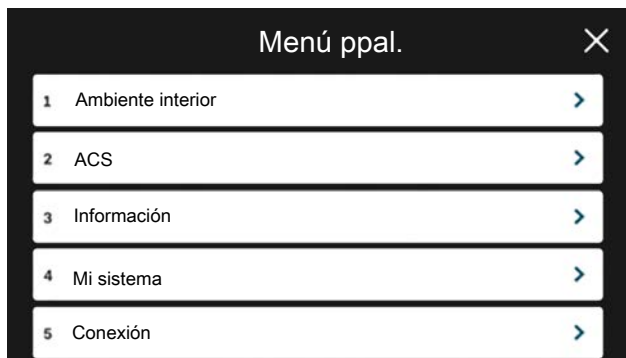 Menú ppal.
1 Ambiente interior
2 ACS
3 Información
4 Mi sistema
5 Conexión